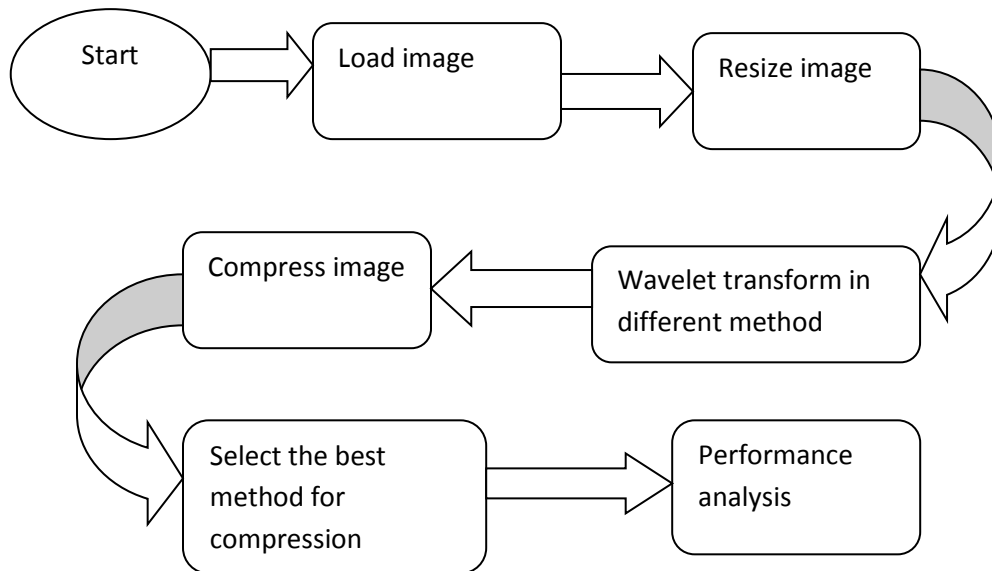 Start
Load image
Resize image
Wavelet transform in
different method
Compress image
Select the best
method for
compression
Performance
analysis